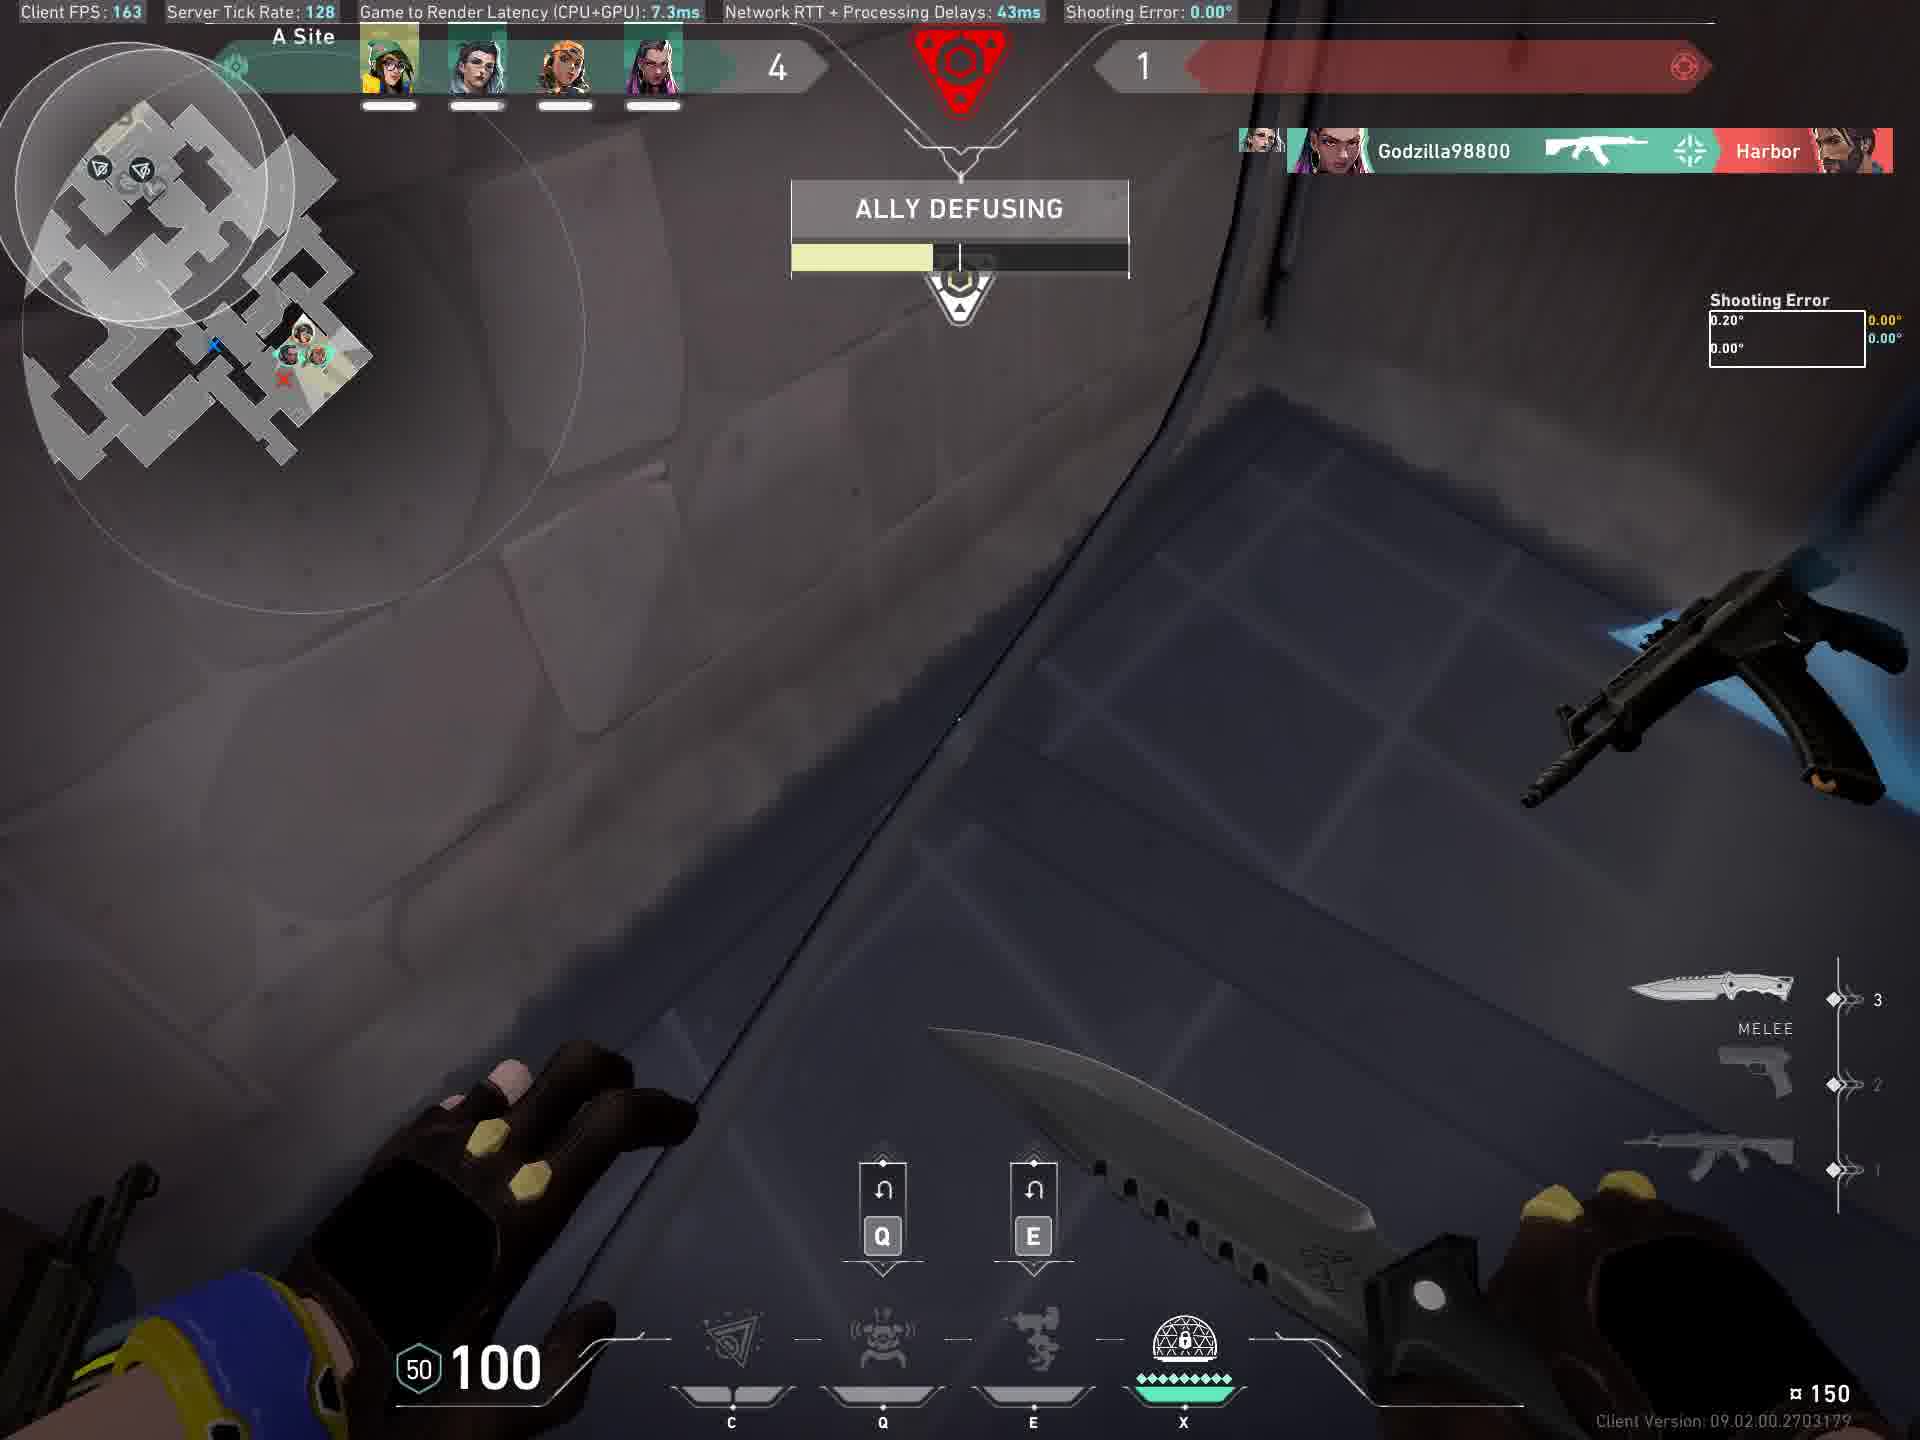 Client FPS: 163 Server Tick Rate: 128 Game to Render Latency (CPU+GPU): 7.3ms Network RTT + Processing Delays: 43ms Shooting Error: 0.00°
A Site
4
1
Godzilla98800 Harbor
ALLY DEFUSING
Shooting Error
0.20° 0.00°
0.00° 0.00°
3
MELEE
2
1
Q E
50 100
C Q E X
¤ 150
Client Version: 09.02.00.2703179